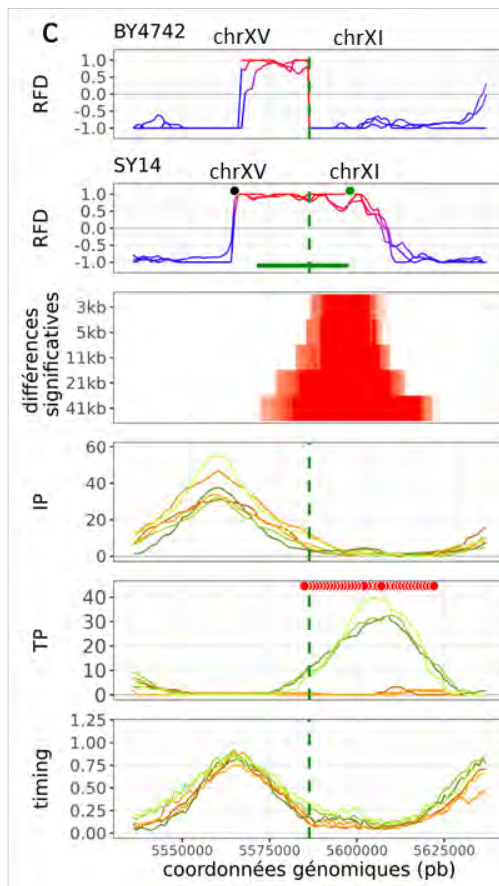 C
BY4742
chrXV chrXI
RFD
1.0
0.5
0.0
-0.5
-1.0
SY14
chrXV chrXI
RFD
1.0
0.5
0.0
-0.5
-1.0
différences
significatives
3kb
5kb
11kb
21kb
41kb
IP
60
40
20
0
TP
40
30
20
10
0
timing
1.25
1.00
0.75
0.50
0.25
0.00
5550000 5575000 5600000 5625000
coordonnées génomiques (pb)